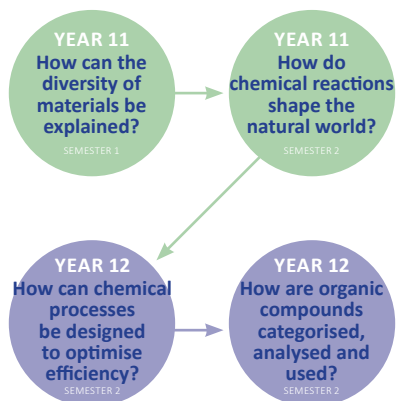 YEAR 11
How can the
diversity of
materials be
explained?
SEMESTER 1
YEAR 11
How do
chemical reactions
shape the
natural world?
SEMESTER 2
YEAR 12
How can chemical
processes
be designed
to optimise
efficiency?
SEMESTER 2
YEAR 12
How are organic
compounds
categorised,
analysed and
used?
SEMESTER 2